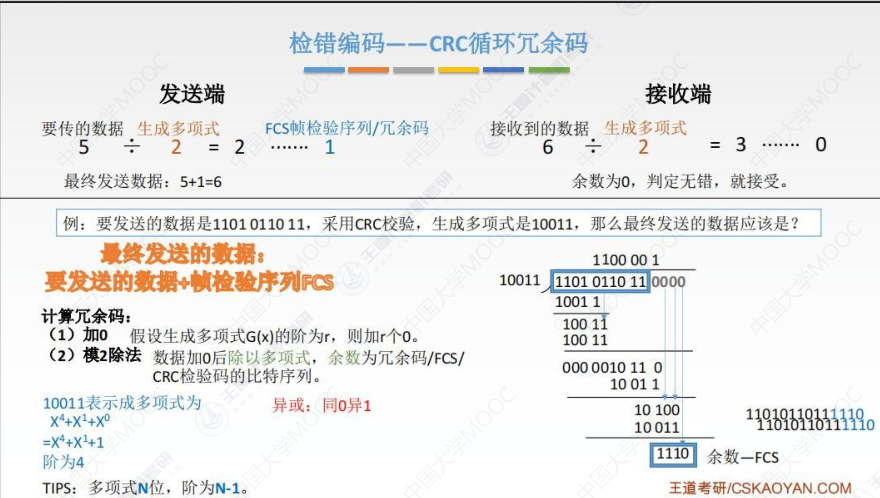 检错编码——CRC循环冗余码
发送端
接收端
要传的数据 生成多项式 FCS帧检验序列/冗余码
5 ÷ 2 = 2 …… 1
最终发送数据：5+1=6
接收到的数据 生成多项式
6 ÷ 2 = 3 …… 0
余数为0，判定无错，就接受。
例：要发送的数据是1101 0110 11，采用CRC校验，生成多项式是10011，那么最终发送的数据应该是？
最终发送的数据：
要发送的数据+帧检验序列FCS
计算冗余码：
（1）加0 假设生成多项式G(x)的阶为r，则加r个0。
（2）模2除法 数据加0后除以多项式，余数为冗余码/FCS/
CRC检验码的比特序列。
10011表示成多项式为
X4+X1+X0
=X4+X1+1
阶为4
异或：同0异1
TIPS：多项式N位，阶为N-1。
1100 00 1
10011 1101 0110 11 0000
1001 1
100 11
100 11
000 0010 11 0
10 01 1
10 100
10 011
1110 余数—FCS
11010110111110
11010110111110
王道考研/CSKAOYAN.COM
中国大学MOOC